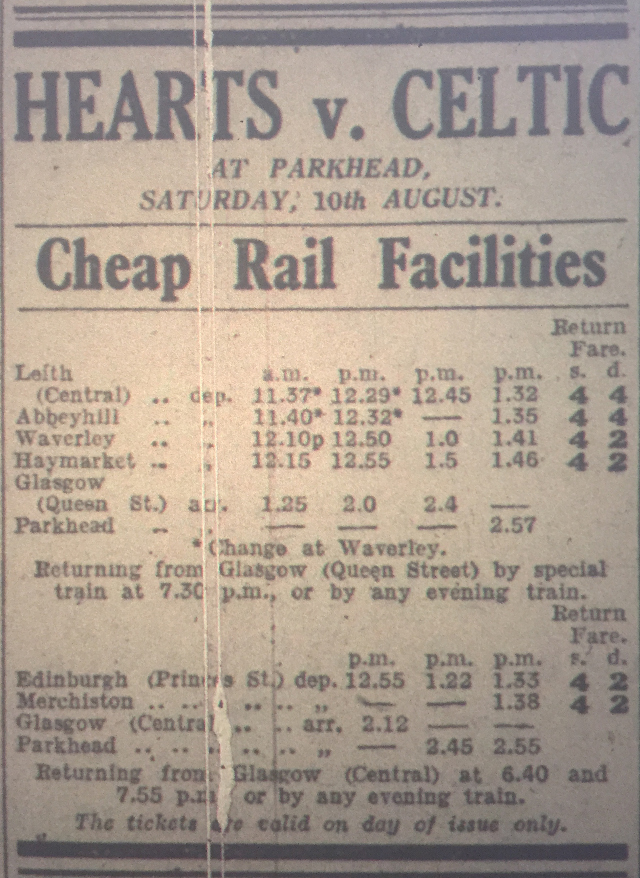 HEARTS v. CELTIC
AT PARKHEAD,
SATURDAY, 10th AUGUST.
Cheap Rail Facilities
Return
Fare.
Leith a.m. p.m. p.m. p.m. s. d.
(Central) .. dep. 11.37* 12.29* 12.45 1.32 4 4
Abbeyhill .. „ 11.40* 12.32* — 1.35 4 4
Waverley .. „ 12.10p 12.50 1.0 1.41 4 2
Haymarket .. „ 12.15 12.55 1.5 1.46 4 2
Glasgow
(Queen St.) arr. 1.25 2.0 2.4 —
Parkhead .. „ — — — 2.57
*Change at Waverley.
Returning from Glasgow (Queen Street) by special
train at 7.30 p.m., or by any evening train.
Return
Fare.
p.m. p.m. p.m. s. d.
Edinburgh (Princes St.) dep. 12.55 1.22 1.33 4 2
Merchiston .. .. .. .. „ — — 1.38 4 2
Glasgow (Central) .. arr. 2.12 — —
Parkhead .. .. .. .. „ — 2.45 2.55
Returning from Glasgow (Central) at 6.40 and
7.55 p.m. or by any evening train.
The tickets are valid on day of issue only.